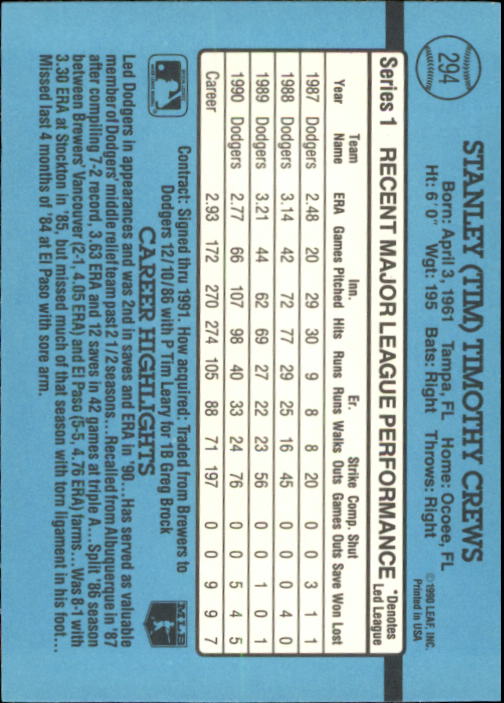 294
STANLEY (TIM) TIMOTHY CREWS
Born: April 3, 1961 Tampa, FL Home: Ocoee, FL
Ht: 6'0" Wgt: 195 Bats: Right Throws: Right
©1990 LEAF, INC.
Printed in USA
Series 1 RECENT MAJOR LEAGUE PERFORMANCE *Denotes Led League
Year Team Name ERA Games Inn. Pitched Hits Runs Er. Runs Walks Strike Outs Comp. Games Shut Outs Save Won Lost
1987 Dodgers 2.48 20 29 30 9 8 8 20 0 0 3 1 1
1988 Dodgers 3.14 42 72 77 29 25 16 45 0 0 0 4 0
1989 Dodgers 3.21 44 62 69 27 22 23 56 0 0 1 0 1
1990 Dodgers 2.77 66 107 98 40 33 24 76 0 0 5 4 5
Career 2.93 172 270 274 105 88 71 197 0 0 9 9 7
Contract: Signed thru 1991. How acquired: Traded from Brewers to
Dodgers 12/10/86 with P Tim Leary for 1B Greg Brock
CAREER HIGHLIGHTS
MLB
Led Dodgers in appearances and was 2nd in saves and ERA in '90...Has served as valuable
member of Dodgers' middle relief team past 2 1/2 seasons...Recalled from Albuquerque in '87
after compiling 7-2 record, 3.63 ERA and 12 saves in 42 games at triple A....Split '86 season
between Brewers' Vancouver (2-1, 4.05 ERA) and El Paso (5-5, 4.76 ERA) farms...Was 8-1 with
3.30 ERA at Stockton in '85, but missed much of that season with torn ligament in his foot...
Missed last 4 months of '84 at El Paso with sore arm.